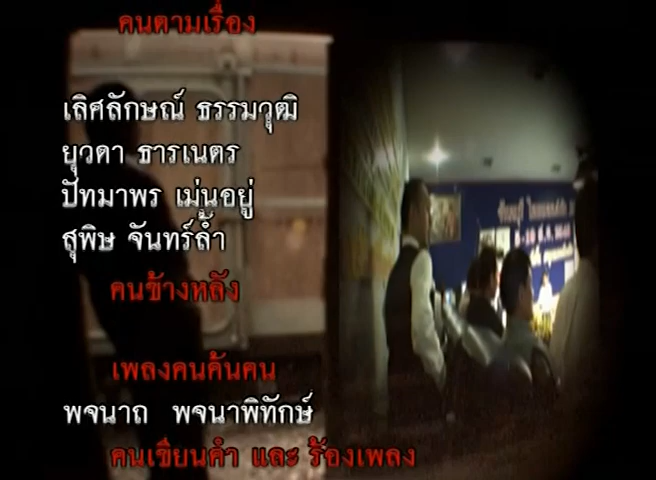 คนตามเรื่อง
เลิศลักษณ์ ธรรมวุฒิ
ยุวดา ธารเนตร
ปัทมาพร เม่นอยู่
สุพิษ จันทร์ล้ำ
คนข้างหลัง
เพลงคนค้นฅน
พจนาถ พจนาพิทักษ์
คนเขียนคำ และ ร้องเพลง